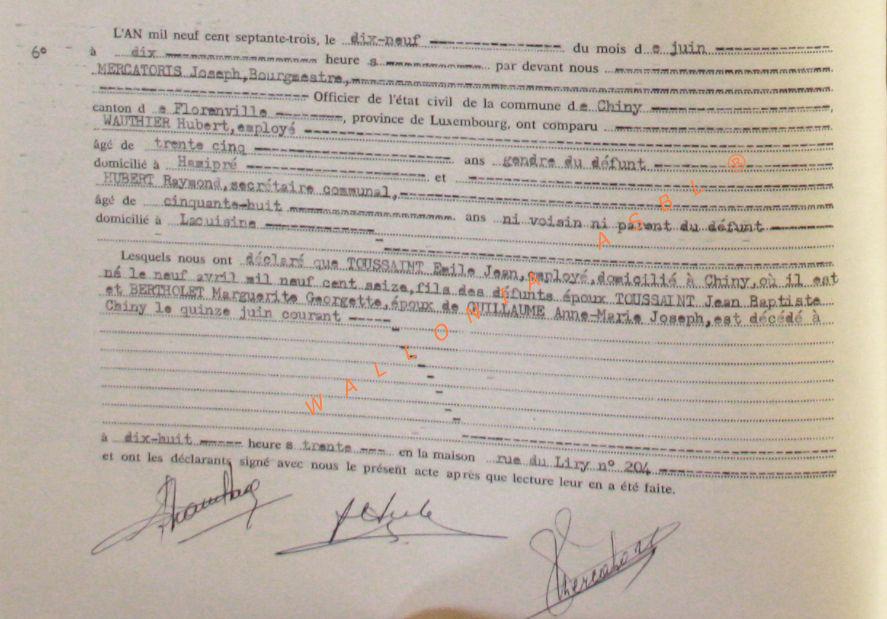 L'AN mil neuf cent septante-trois, le dix-neuf du mois d e juin
6° à dix heure s par devant nous
MERCATORIS Joseph,Bourgmestre,
Officier de l'état civil de la commune de Chiny
canton d e Florenville, province de Luxembourg, ont comparu
WAUTHIER Hubert,employé
âgé de trente cinq ans gendre du défunt
domicilié à Hamipré et
HUBERT Raymond,secrétaire communal,
âgé de cinquante-huit ans ni voisin ni parent du défunt
domicilié à Lacuisine
Lesquels nous ont déclaré que TOUSSAINT Emile Jean,employé,domicilié à Chiny,où il est
né le neuf avril mil neuf cent seize,fils des défunts époux TOUSSAINT Jean Baptiste
et BERTHOLET Marguerite Georgette,époux de GUILLAUME Anne-Marie Joseph,est décédé à
Chiny le quinze juin courant
à dix-huit heure s trente en la maison rue du Liry n° 204
et ont les déclarants signé avec nous le présent acte après que lecture leur en a été faite.
WALLONIA ASBL ®